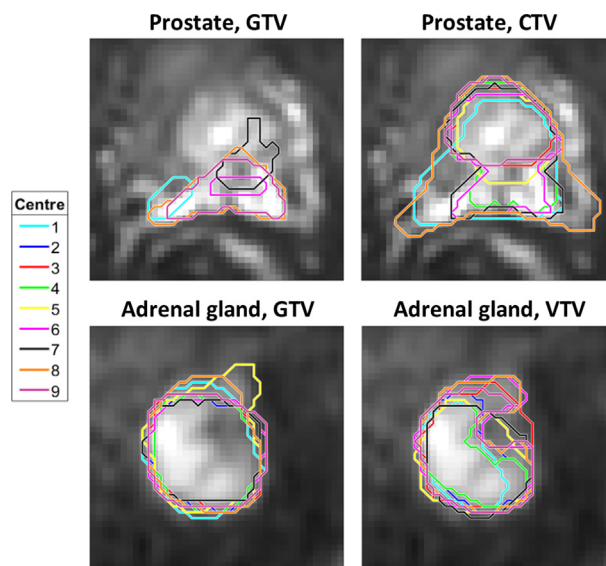 Prostate, GTV
Prostate, CTV
Centre
1
2
3
4
5
6
7
8
9
Adrenal gland, GTV
Adrenal gland, VTV